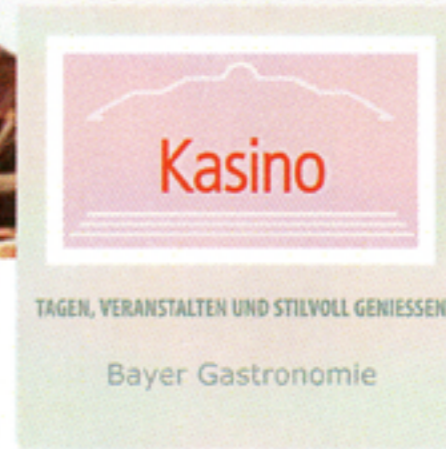 Kasino
TAGEN, VERANSTALTEN UND STILVOLL GENIESSEN
Bayer Gastronomie